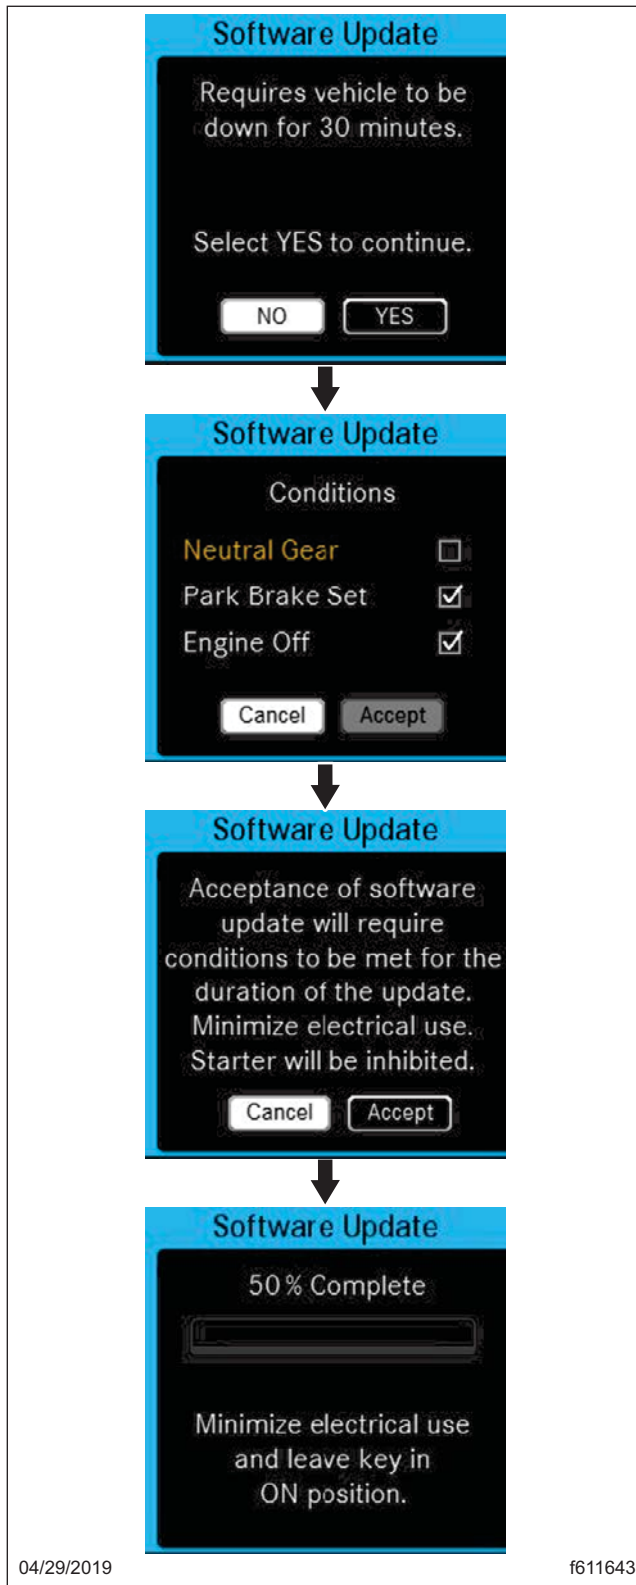 Software Update
Requires vehicle to be
down for 30 minutes.
Select YES to continue.
NO YES
Software Update
Conditions
Neutral Gear
Park Brake Set
Engine Off
Cancel Accept
Software Update
Acceptance of software
update will require
conditions to be met for the
duration of the update.
Minimize electrical use.
Starter will be inhibited.
Cancel Accept
Software Update
50% Complete
Minimize electrical use
and leave key in
ON position.
04/29/2019 f611643